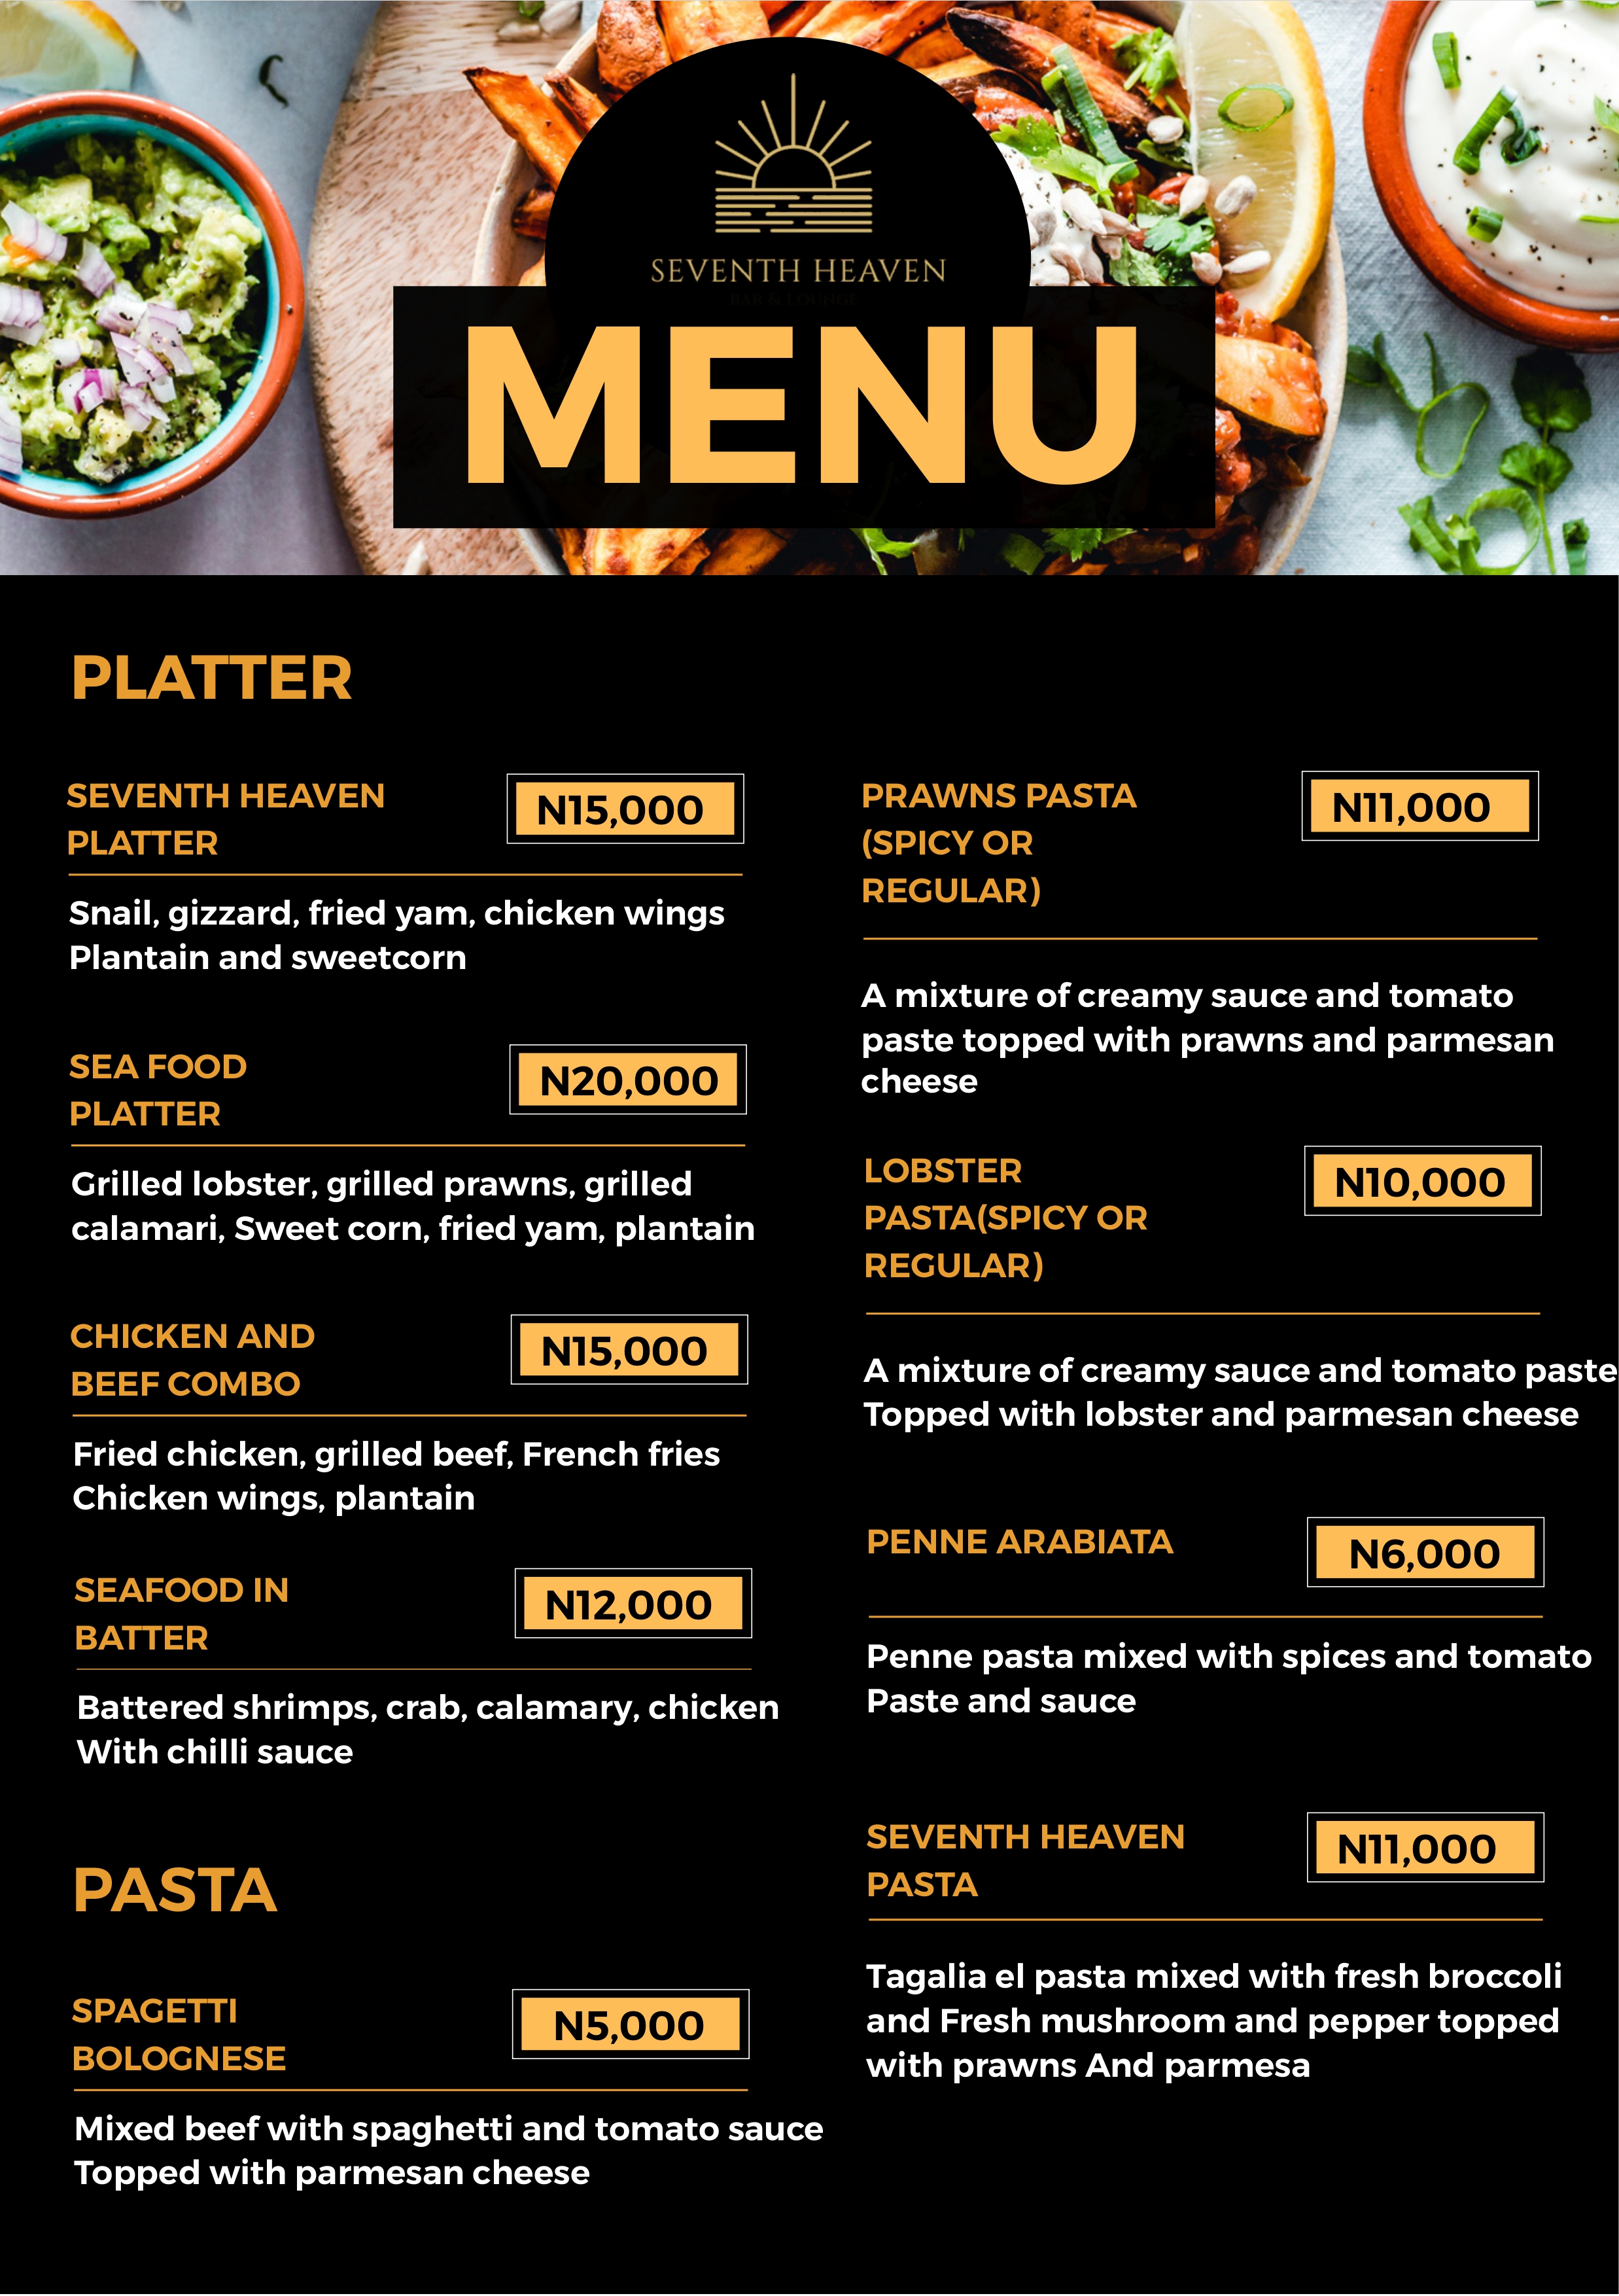 SEVENTH HEAVEN
BAR & LOUNGE
MENU
PLATTER
SEVENTH HEAVEN
PLATTER
N15,000
Snail, gizzard, fried yam, chicken wings
Plantain and sweetcorn
SEA FOOD
PLATTER
N20,000
Grilled lobster, grilled prawns, grilled
calamari, Sweet corn, fried yam, plantain
CHICKEN AND
BEEF COMBO
N15,000
Fried chicken, grilled beef, French fries
Chicken wings, plantain
SEAFOOD IN
BATTER
N12,000
Battered shrimps, crab, calamary, chicken
With chilli sauce
PASTA
SPAGETTI
BOLOGNESE
N5,000
Mixed beef with spaghetti and tomato sauce
Topped with parmesan cheese
PRAWNS PASTA
(SPICY OR
REGULAR)
N11,000
A mixture of creamy sauce and tomato
paste topped with prawns and parmesan
cheese
LOBSTER
PASTA(SPICY OR
REGULAR)
N10,000
A mixture of creamy sauce and tomato paste
Topped with lobster and parmesan cheese
PENNE ARABIATA
N6,000
Penne pasta mixed with spices and tomato
Paste and sauce
SEVENTH HEAVEN
PASTA
N11,000
Tagalia el pasta mixed with fresh broccoli
and Fresh mushroom and pepper topped
with prawns And parmesa